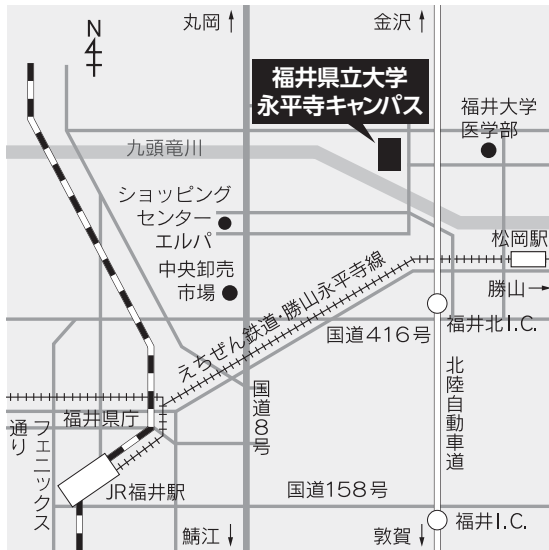 丸岡↑
金沢↑
N
4
福井県立大学
永平寺キャンパス
福井大学
医学部
九頭竜川
ショッピング
センター
エルパ
松岡駅
中央卸売
市場
勝山→
えちぜん鉄道・勝山永平寺線
国道416号
福井北I.C.
北陸自動車道
国道8号
福井県庁
フェニックス
通り
JR福井駅
国道158号
鯖江↓
敦賀↓
福井I.C.